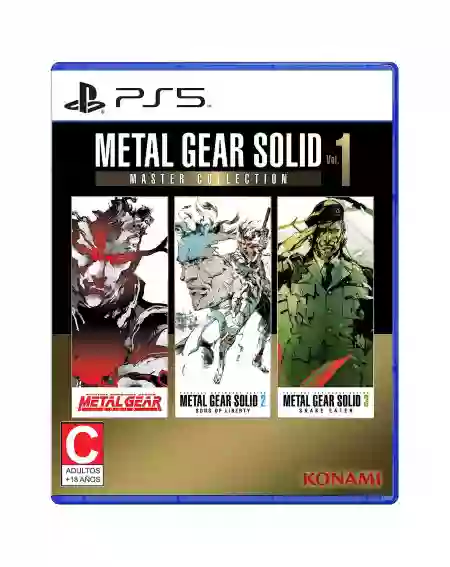 PS5
METAL GEAR SOLID Vol. 1
MASTER COLLECTION
METAL GEAR
METAL GEAR SOLID 2
SONS OF LIBERTY
METAL GEAR SOLID 3
SNAKE EATER
C
ADULTOS
+18 AÑOS
KONAMI